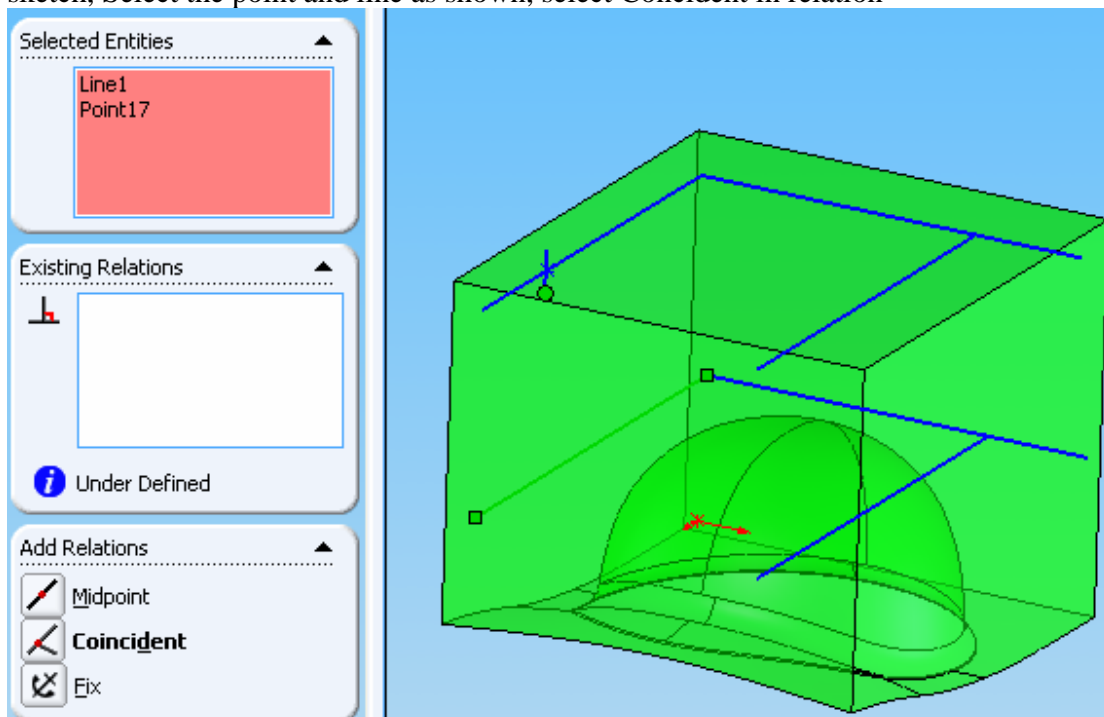 sketch, Select the point and line as shown, select Concident in relation
Selected Entities
Line1
Point17
Existing Relations
Under Defined
Add Relations
Midpoint
Coincident
Fix